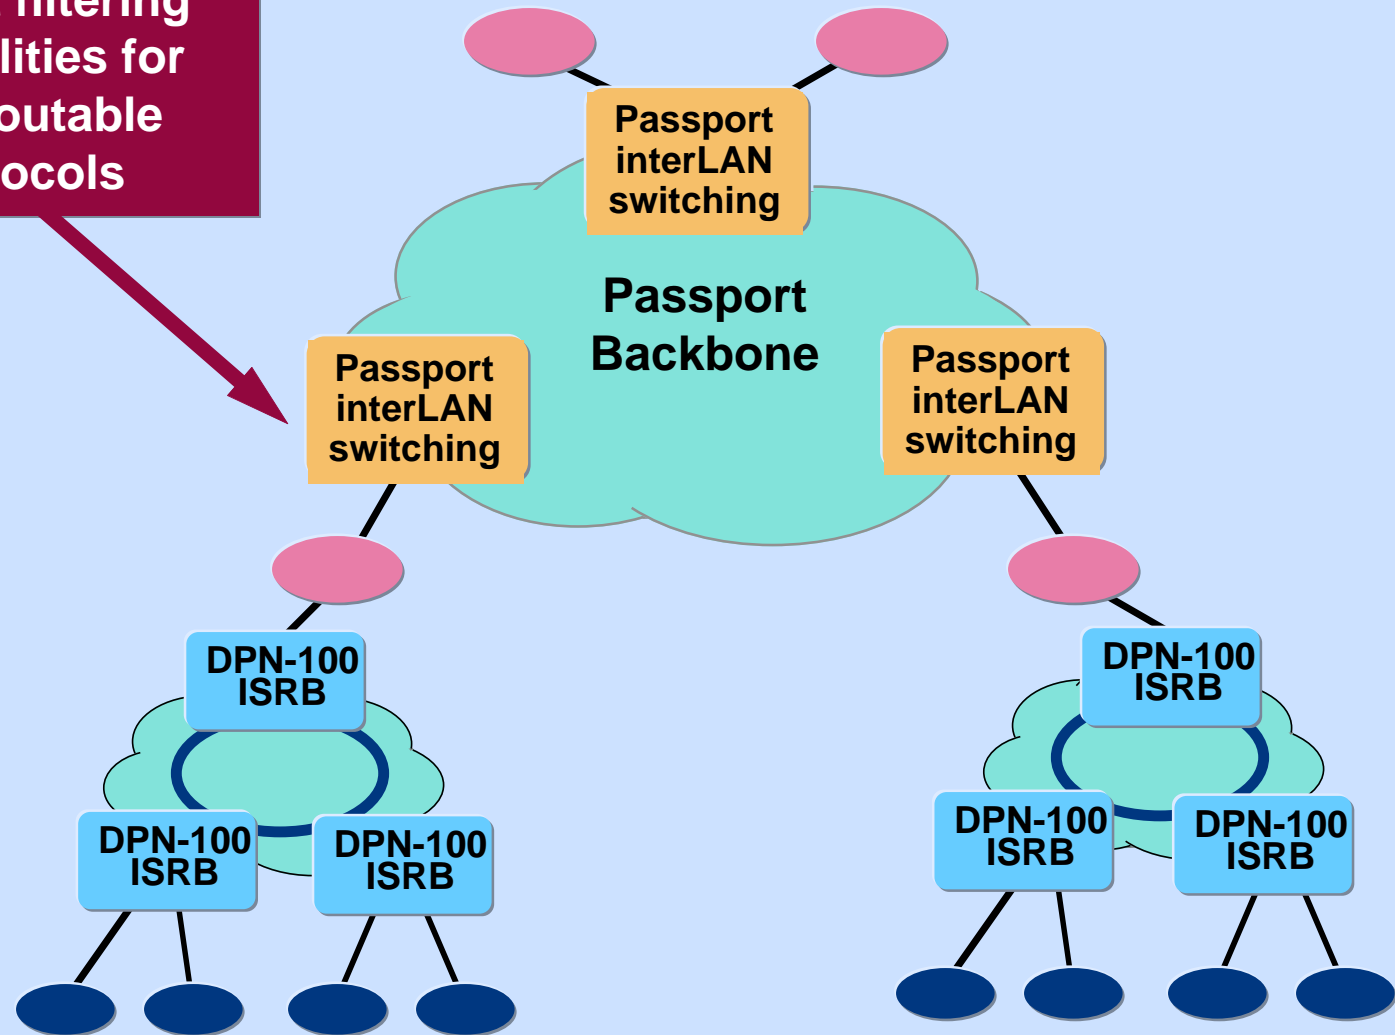 filtering
lities for
outable
ocols
Passport
interLAN
switching
Passport
Backbone
Passport
interLAN
switching
Passport
interLAN
switching
DPN-100
ISRB
DPN-100
ISRB
DPN-100
ISRB
DPN-100
ISRB
DPN-100
ISRB
DPN-100
ISRB